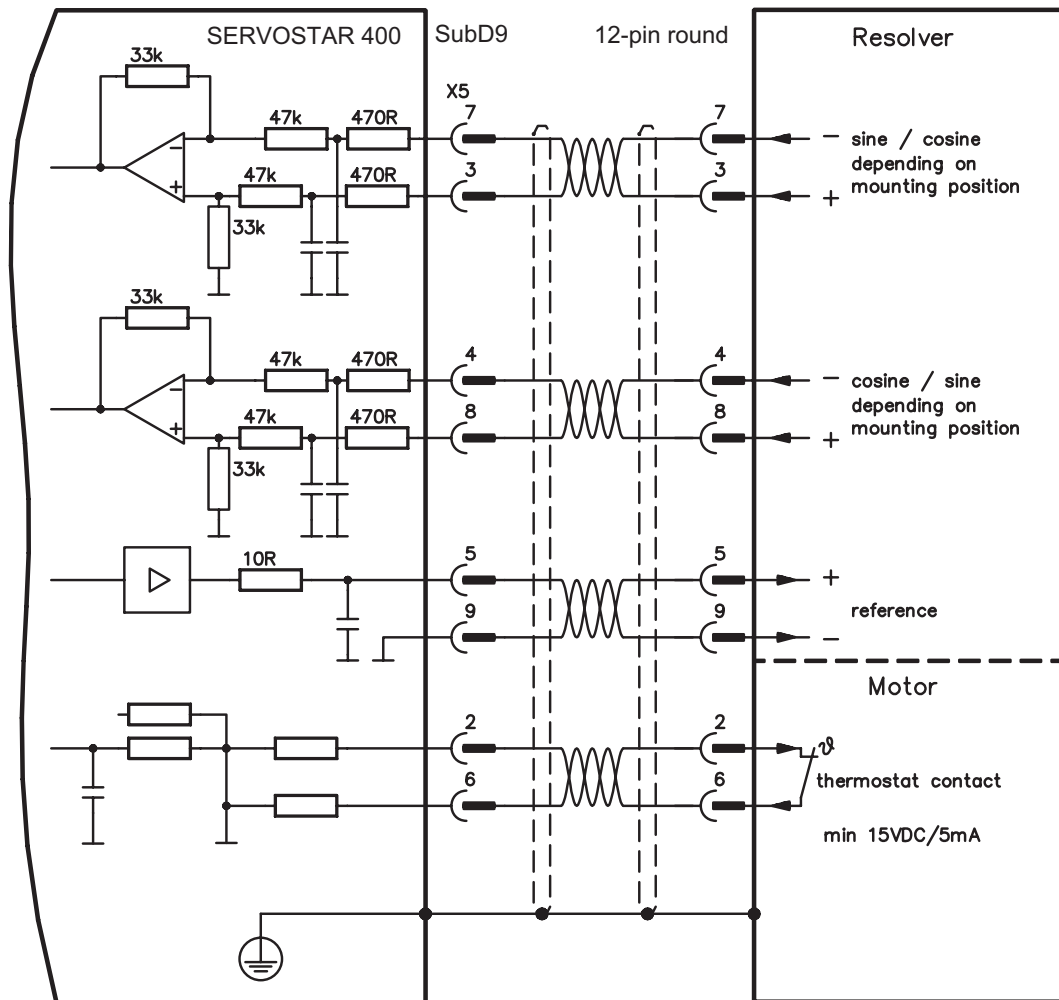 SERVOSTAR 400
SubD9
12-pin round
Resolver
33k
X5
47k
470R
7
7
− sine / cosine
depending on
mounting position
−
+
47k
470R
3
3
+
33k
33k
47k
470R
4
4
− cosine / sine
depending on
mounting position
−
+
47k
470R
8
8
+
33k
10R
5
5
+
reference
9
9
−
Motor
2
2
ϑ
thermostat contact
6
6
min 15VDC/5mA